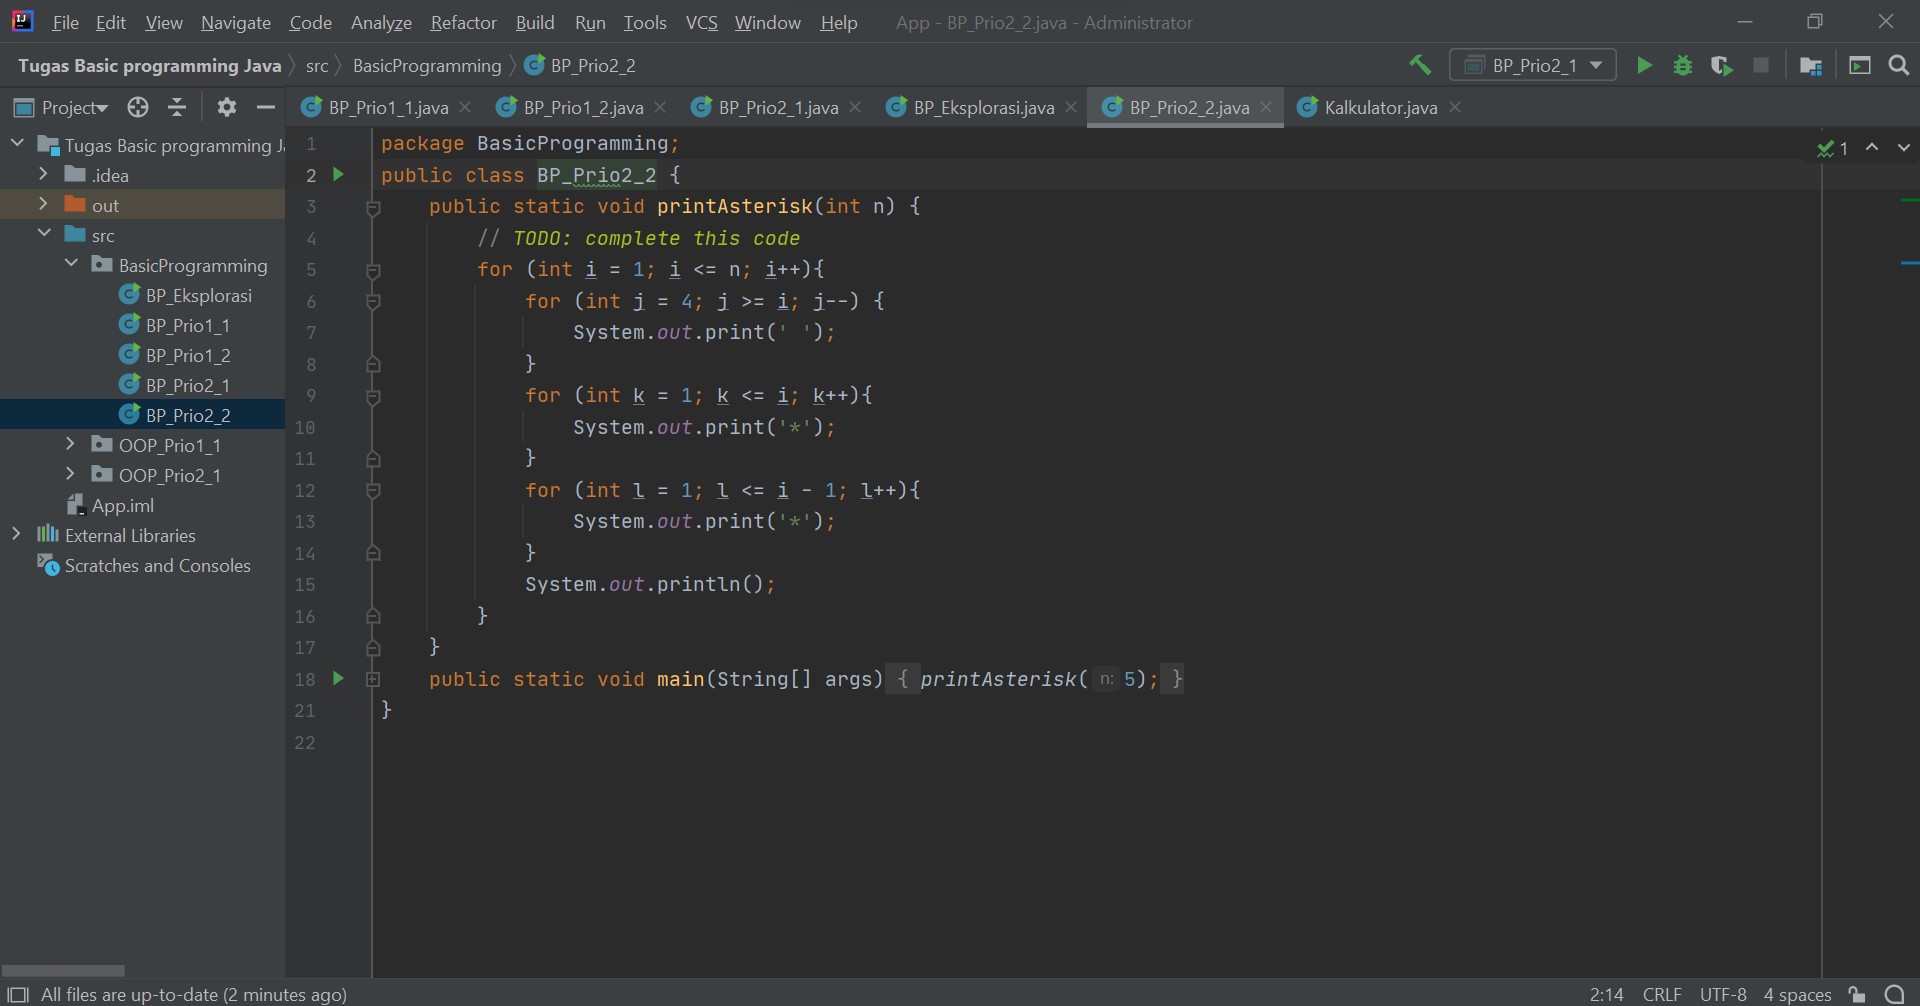 File Edit View Navigate Code Analyze Refactor Build Run Tools VCS Window Help App - BP_Prio2_2.java - Administrator
Tugas Basic programming Java src BasicProgramming BP_Prio2_2 BP_Prio2_1
Project BP_Prio1_1.java BP_Prio1_2.java BP_Prio2_1.java BP_Eksplorasi.java BP_Prio2_2.java Kalkulator.java
Tugas Basic programming J
.idea
out
src
BasicProgramming
BP_Eksplorasi
BP_Prio1_1
BP_Prio1_2
BP_Prio2_1
BP_Prio2_2
OOP_Prio1_1
OOP_Prio2_1
App.iml
External Libraries
Scratches and Consoles
1 package BasicProgramming;
2 public class BP_Prio2_2 {
3     public static void printAsterisk(int n) {
4         // TODO: complete this code
5         for (int i = 1; i <= n; i++){
6             for (int j = 4; j >= i; j--) {
7                 System.out.print(' ');
8             }
9             for (int k = 1; k <= i; k++){
10                 System.out.print('*');
11             }
12             for (int l = 1; l <= i - 1; l++){
13                 System.out.print('*');
14             }
15             System.out.println();
16         }
17     }
18     public static void main(String[] args) { printAsterisk( n: 5); }
21 }
22
1
All files are up-to-date (2 minutes ago) 2:14 CRLF UTF-8 4 spaces